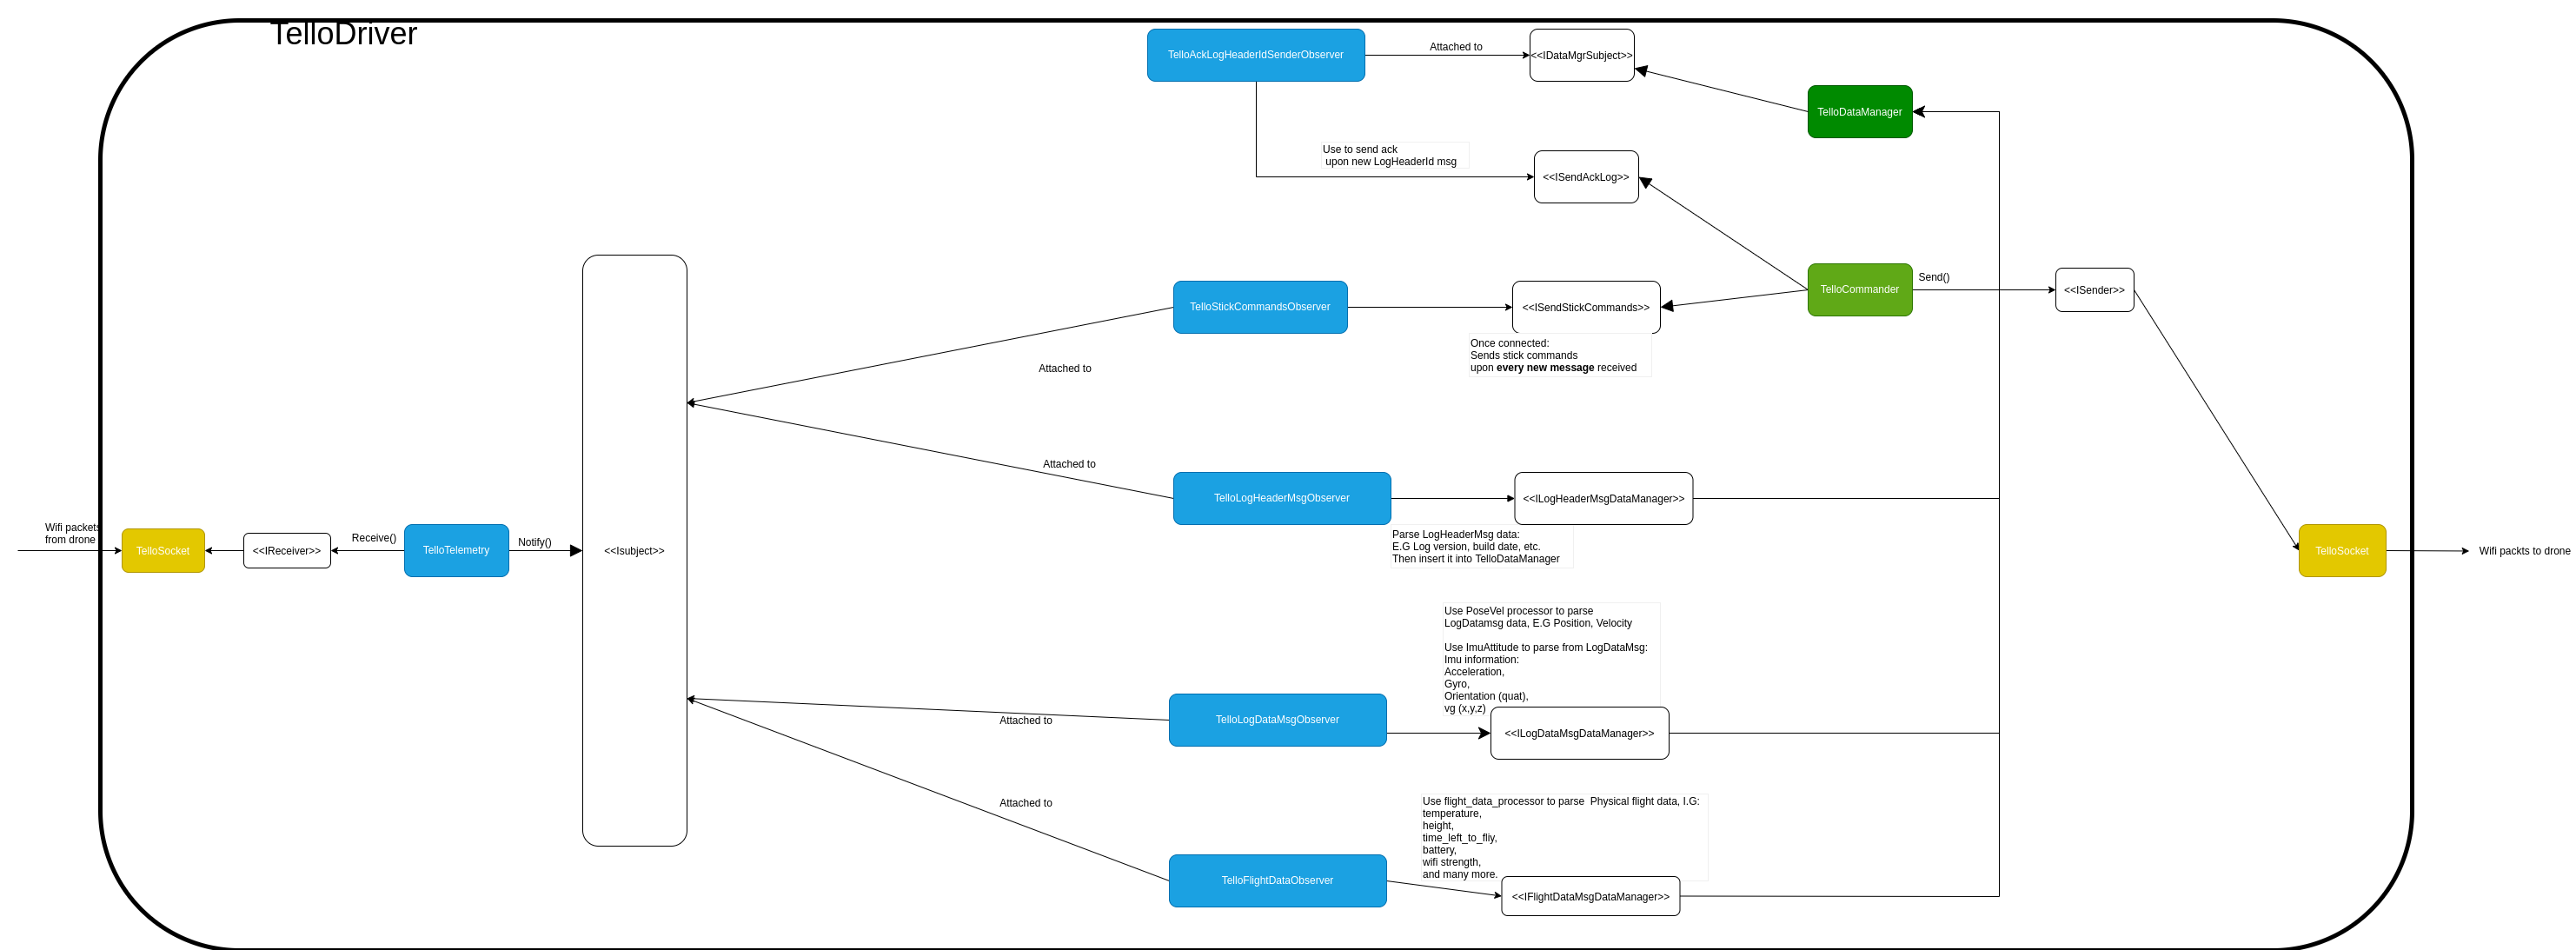 TelloDriver
TelloAckLogHeaderIdSenderObserver
Attached to
<<IDataMgrSubject>>
TelloDataManager
Use to send ack
upon new LogHeaderId msg
<<ISendAckLog>>
TelloStickCommandsObserver
<<ISendStickCommands>>
TelloCommander
Send()
<<ISender>>
Once connected:
Sends stick commands
upon every new message received
Attached to
Attached to
TelloLogHeaderMsgObserver
<<ILogHeaderMsgDataManager>>
Parse LogHeaderMsg data:
E.G Log version, build date, etc.
Then insert it into TelloDataManager
Wifi packets
from drone
TelloSocket
<<IReceiver>>
Receive()
TelloTelemetry
Notify()
<<Isubject>>
TelloSocket
Wifi packts to drone
Use PoseVel processor to parse
LogDatamsg data, E.G Position, Velocity
Use ImuAttitude to parse from LogDataMsg:
Imu information:
Acceleration,
Gyro,
Orientation (quat),
vg (x,y,z)
Attached to
TelloLogDataMsgObserver
<<ILogDataMsgDataManager>>
Attached to
Use flight_data_processor to parse  Physical flight data, I.G:
temperature,
height,
time_left_to_fliy,
battery,
wifi strength,
and many more.
TelloFlightDataObserver
<<IFlightDataMsgDataManager>>